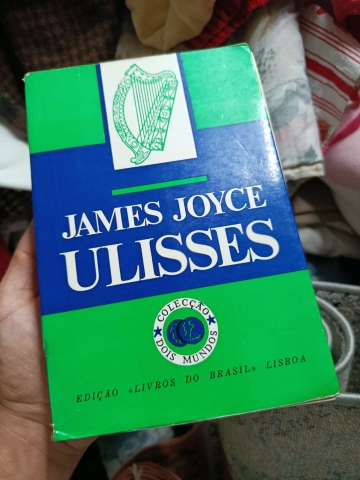 JAMES JOYCE
ULISSES
COLECÇÃO
DOIS MUNDOS
EDIÇÃO «LIVROS DO BRASIL» LISBOA